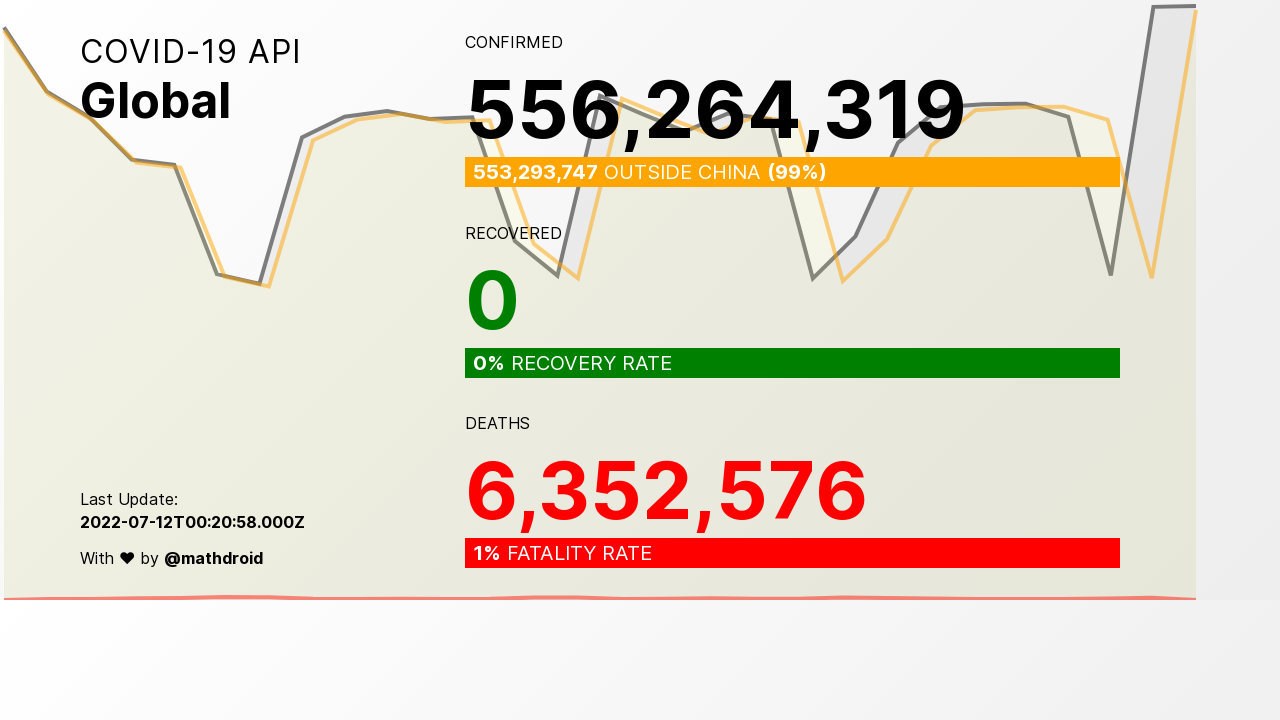 COVID-19 API
Global
CONFIRMED
556,264,319
553,293,747 OUTSIDE CHINA (99%)
RECOVERED
0
0% RECOVERY RATE
DEATHS
6,352,576
1% FATALITY RATE
Last Update:
2022-07-12T00:20:58.000Z
With ♥ by @mathdroid